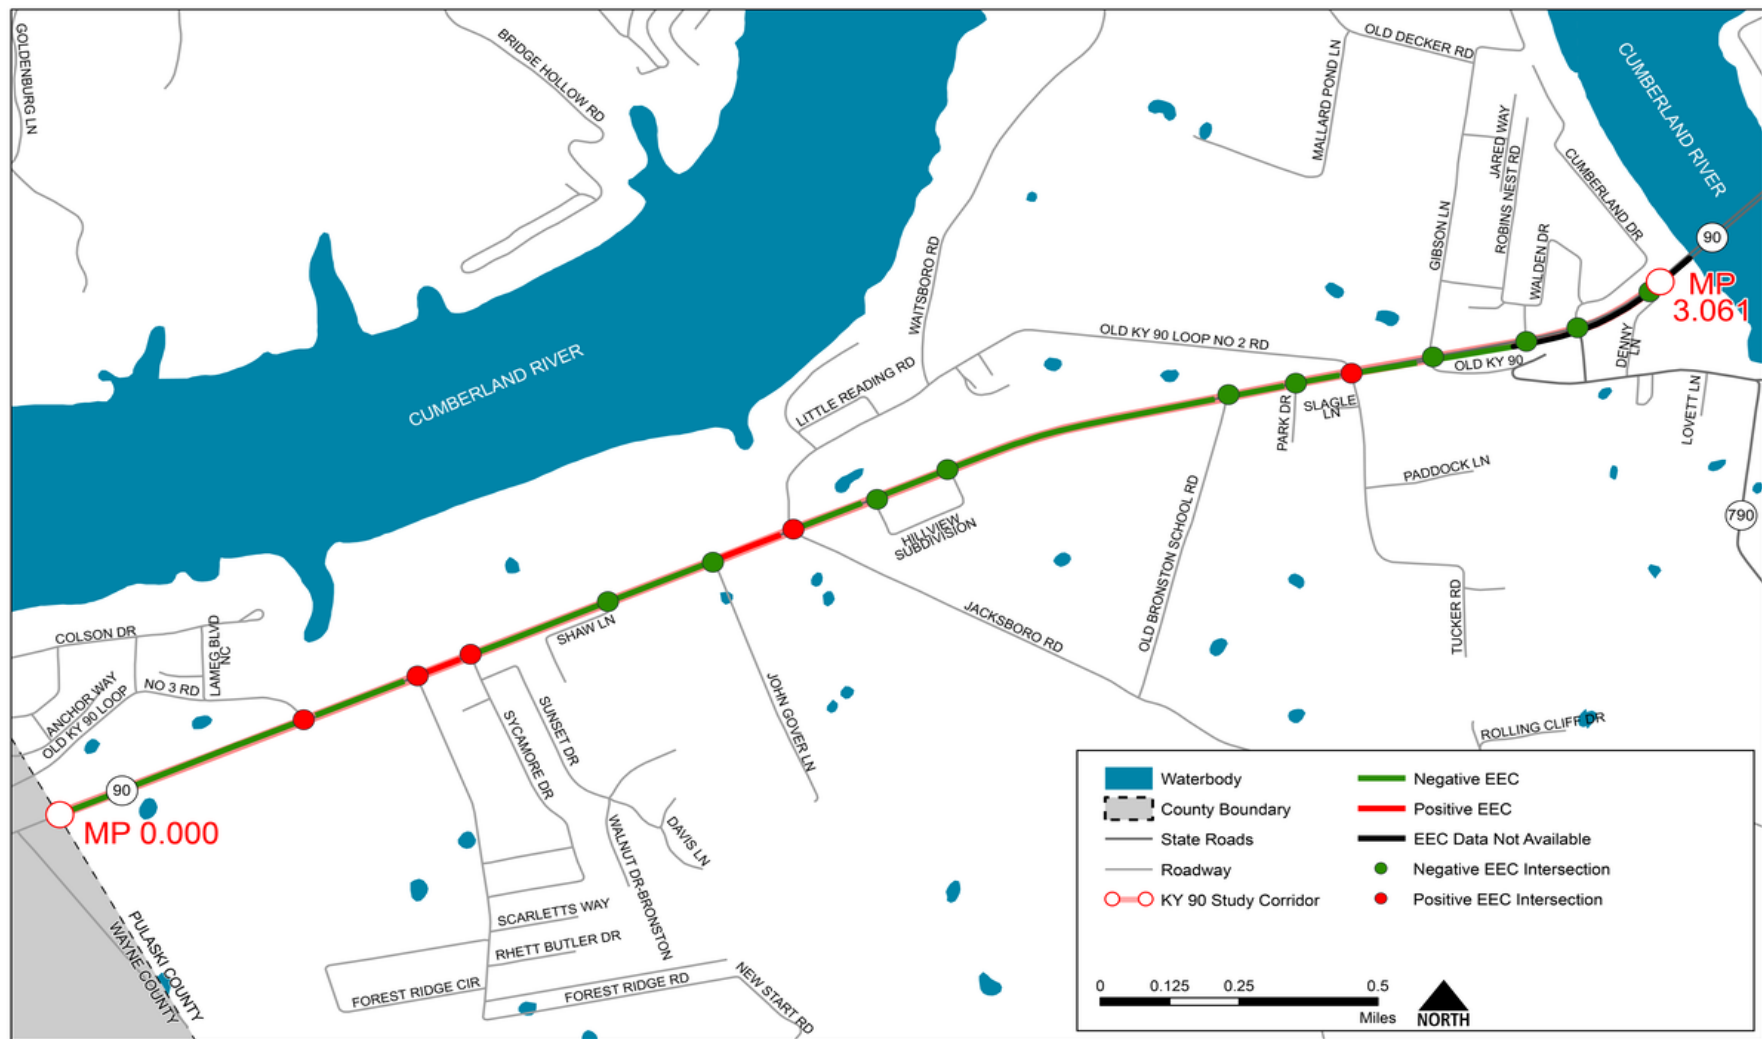 GOLDENBURG LN
BRIDGE HOLLOW RD
OLD DECKER RD
MALLARD POND LN
CUMBERLAND RIVER
JARED WAY
ROBINS NEST RD
CUMBERLAND DR
GIBSON LN
WALDEN DR
90
MP
3.061
WAITSBORO RD
OLD KY 90 LOOP NO 2 RD
OLD KY 90
DENNY
LN
LITTLE READING RD
CUMBERLAND RIVER
SLAGLE
LN
PARK DR
LOVETT LN
PADDOCK LN
790
HILLVIEW
SUBDIVISION
OLD BRONSTON SCHOOL RD
JACKSBORO RD
TUCKER RD
SHAW LN
COLSON DR
LAMEG BLVD
NC
ANCHOR WAY
NO 3 RD
OLD KY 90 LOOP
JOHN GOVER LN
SUNSET DR
SYCAMORE DR
ROLLING CLIFF DR
90
MP 0.000
WALNUT DR-BRONSTON
DAVIS LN
SCARLETTS WAY
RHETT BUTLER DR
FOREST RIDGE CIR
FOREST RIDGE RD
NEW START RD
PULASKI COUNTY
WAYNE COUNTY
Waterbody
County Boundary
State Roads
Roadway
KY 90 Study Corridor
Negative EEC
Positive EEC
EEC Data Not Available
Negative EEC Intersection
Positive EEC Intersection
0 0.125 0.25 0.5
Miles
NORTH